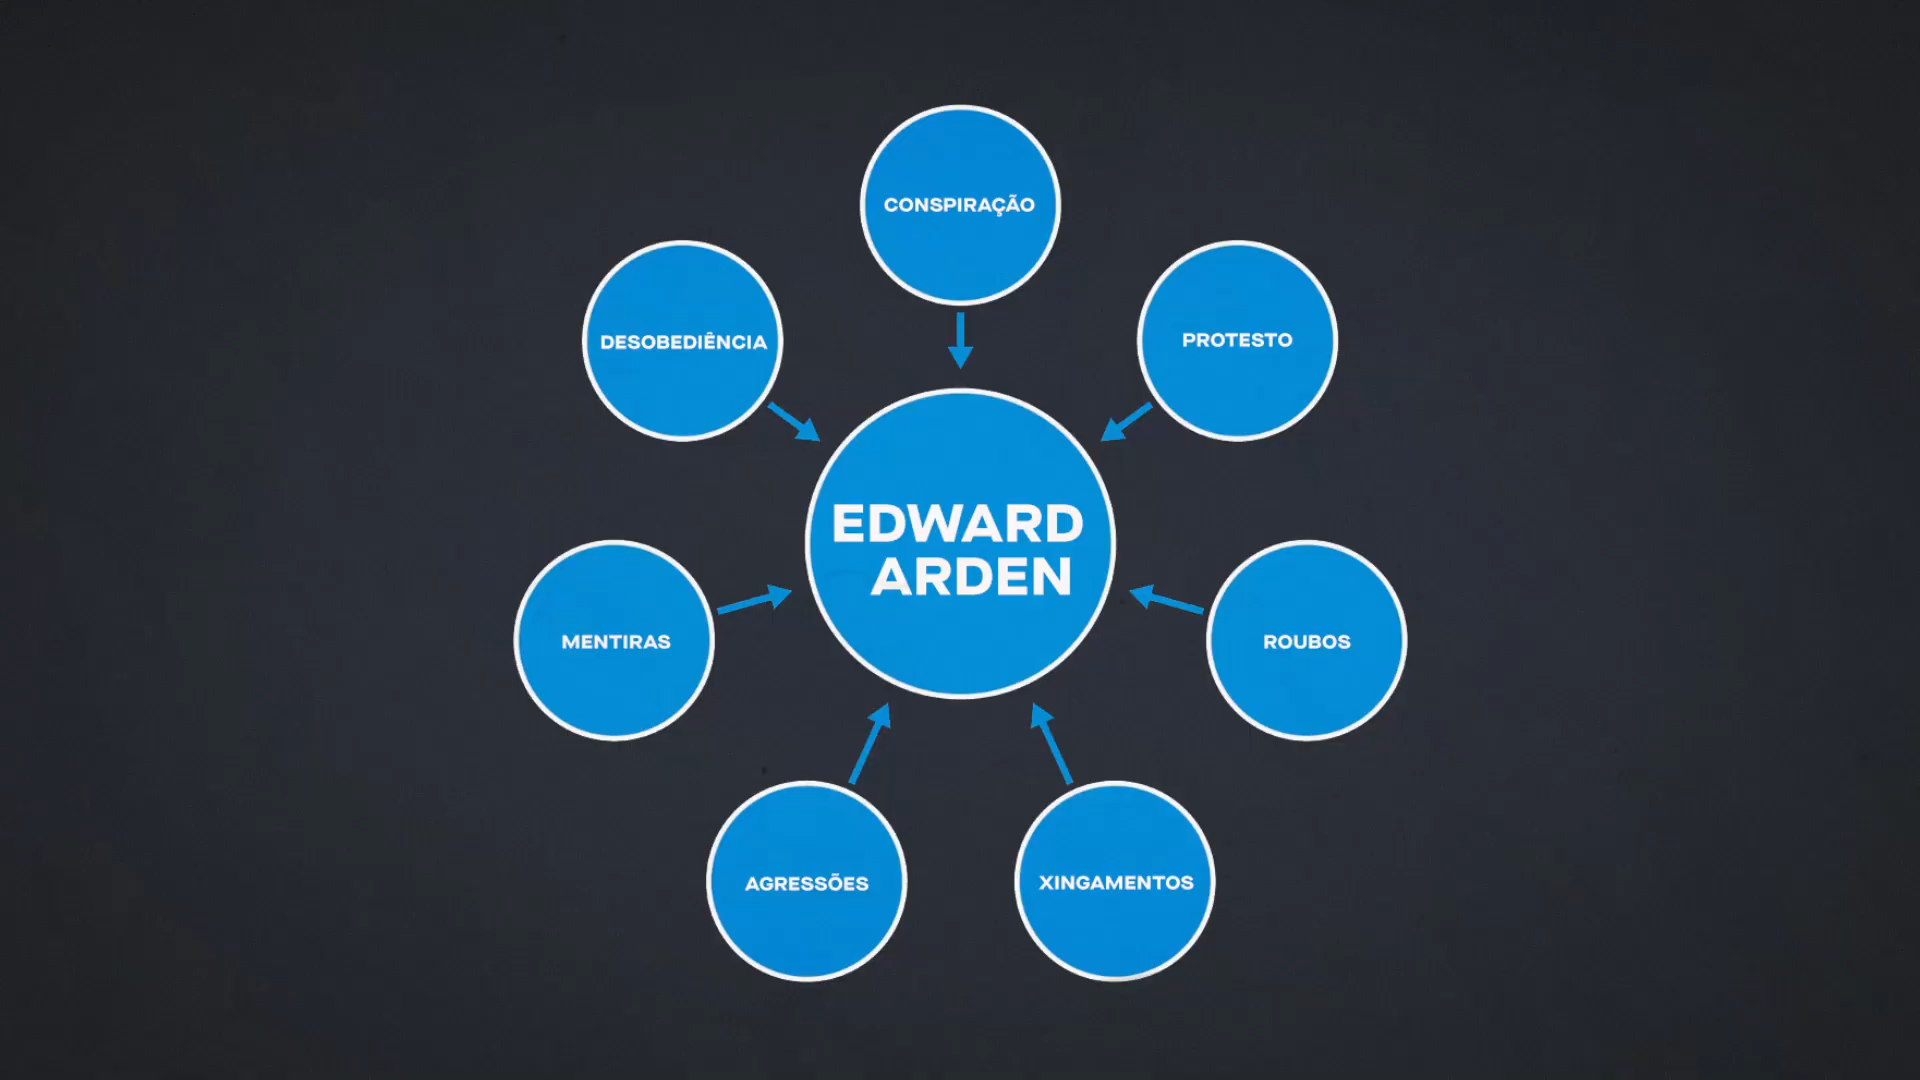 CONSPIRAÇÃO
DESOBEDIÊNCIA
PROTESTO
EDWARD
ARDEN
MENTIRAS
ROUBOS
AGRESSÕES
XINGAMENTOS